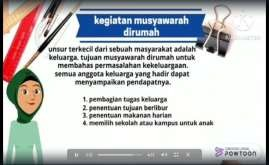 kegiatan musyawarah
dirumah
unsur terkecil dari sebuah masyarakat adalah
keluarga. tujuan musyawarah dirumah untuk
membahas permasalahan kekeluargaan.
semua anggota keluarga yang hadir dapat
menyampaikan pendapatnya.
1. pembagian tugas keluarga
2. penentuan tujuan berlibur
3. penentuan makanan harian
4. memilih sekolah atau kampus untuk anak
POWTOON